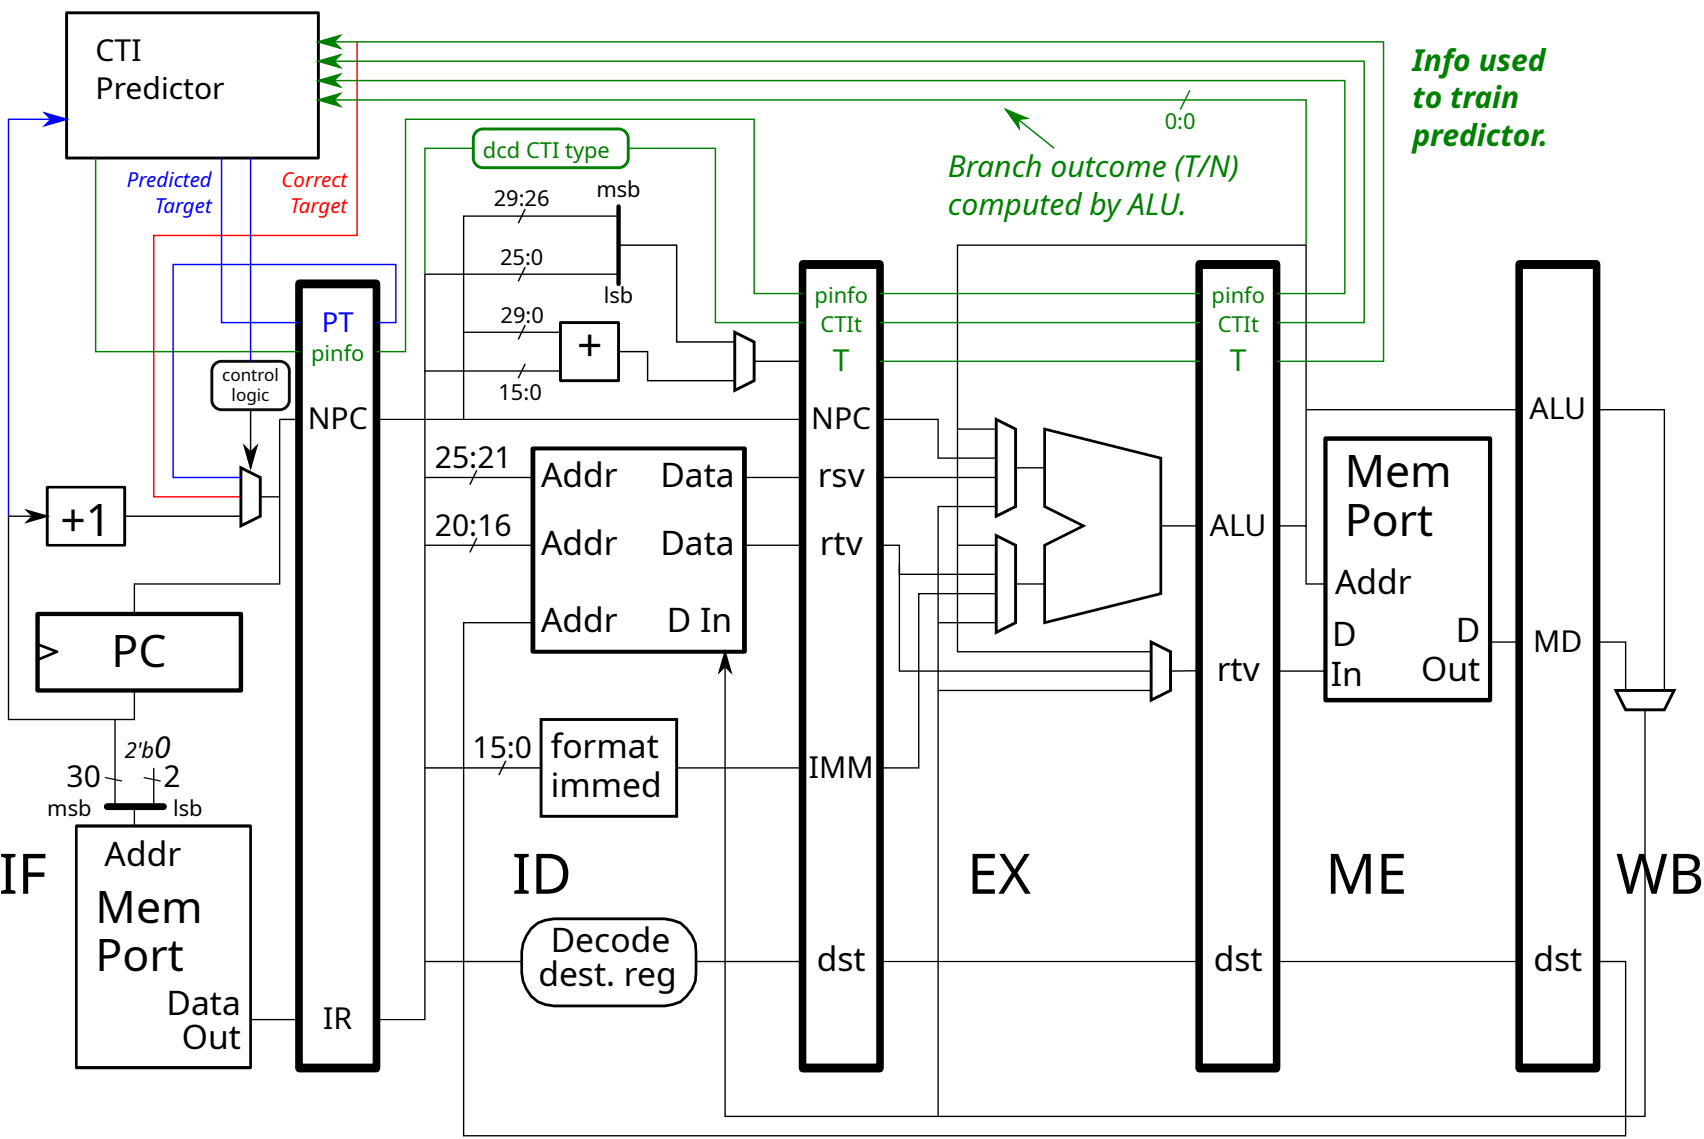 CTI
Predictor
Predicted
Target
Correct
Target
dcd CTI type
Info used
to train
predictor.
0:0
Branch outcome (T/N)
computed by ALU.
29:26
msb
25:0
lsb
29:0
+
15:0
PT
pinfo
control
logic
NPC
pinfo
CTIt
T
NPC
pinfo
CTIt
T
ALU
+1
25:21
Addr
Data
rsv
20:16
Addr
Data
rtv
Addr
D In
ALU
Mem
Port
Addr
D
In
D
Out
MD
rtv
PC
2'b0
30
2
msb
lsb
15:0
format
immed
IMM
Addr
Mem
Port
Data
Out
IF
ID
EX
ME
WB
Decode
dest. reg
dst
dst
dst
IR